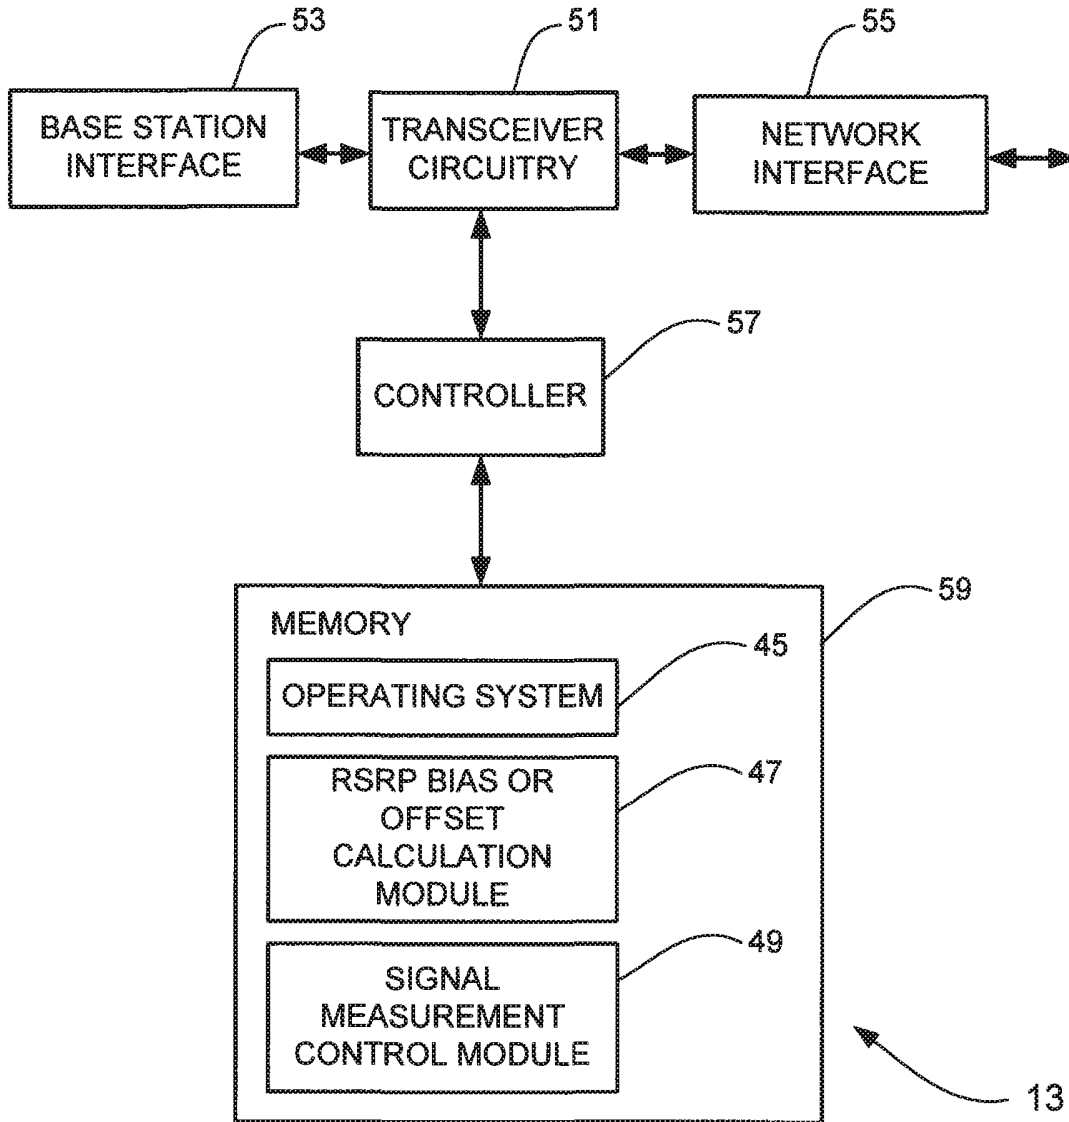 53
51
55
BASE STATION
INTERFACE
TRANSCEIVER
CIRCUITRY
NETWORK
INTERFACE
57
CONTROLLER
59
MEMORY
45
OPERATING SYSTEM
47
RSRP BIAS OR
OFFSET
CALCULATION
MODULE
49
SIGNAL
MEASUREMENT
CONTROL MODULE
13